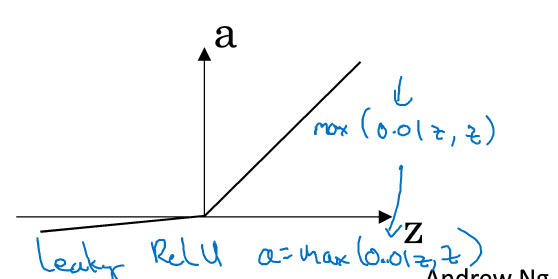 a
max (0.01z, z)
z
Leaky ReLU a = max(0.01z, z)
Andrew Ng